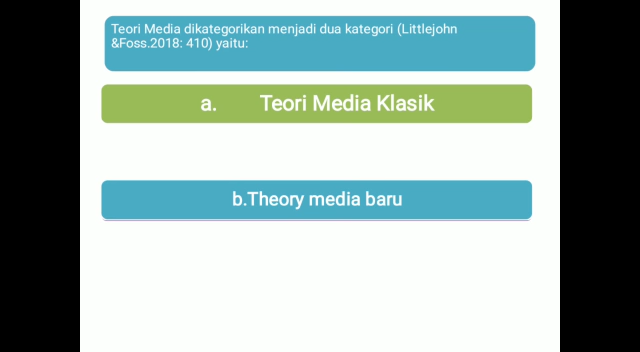 Teori Media dikategorikan menjadi dua kategori (Littlejohn
&Foss.2018: 410) yaitu:
a. Teori Media Klasik
b.Theory media baru